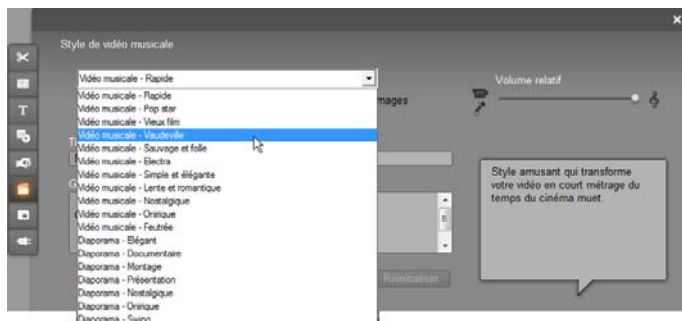 Style de vidéo musicale
Vidéo musicale - Rapide
Volume relatif
Vidéo musicale - Rapide
mages
Vidéo musicale - Pop star
Vidéo musicale - Vieux film
Vidéo musicale - Vaudeville
Vidéo musicale - Sauvage et folle
Vidéo musicale - Electra
Vidéo musicale - Simple et élégante
Vidéo musicale - Lente et romantique
Vidéo musicale - Nostalgique
Vidéo musicale - Onirique
Vidéo musicale - Feutrée
Diaporama - Élégant
Diaporama - Documentaire
Diaporama - Montage
Diaporama - Présentation
Diaporama - Nostalgique
Diaporama - Onirique
Diaporama - Swing
Style amusant qui transforme
votre vidéo en court métrage du
temps du cinéma muet.
Réinitialiser